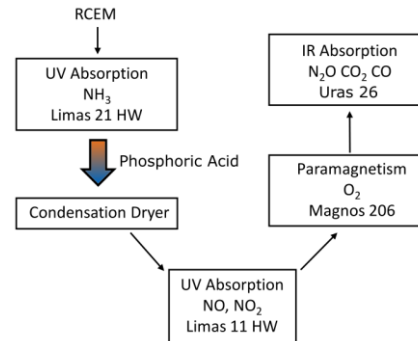 RCEM
UV Absorption
NH₃
Limas 21 HW
Phosphoric Acid
Condensation Dryer
UV Absorption
NO, NO₂
Limas 11 HW
Paramagnetism
O₂
Magnos 206
IR Absorption
N₂O CO₂ CO
Uras 26